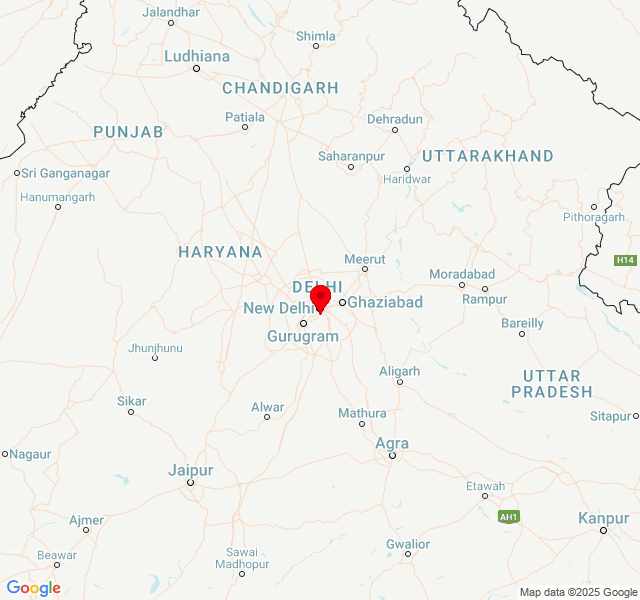 Jalandhar
Shimla
Ludhiana
CHANDIGARH
Patiala
Dehradun
PUNJAB
Saharanpur
UTTARAKHAND
Sri Ganganagar
Haridwar
Hanumangarh
Pithoragarh
HARYANA
Meerut
H14
Moradabad
DELHI
Rampur
New Delhi
Ghaziabad
Bareilly
Gurugram
Jhunjhunu
Aligarh
UTTAR
PRADESH
Sikar
Alwar
Mathura
Sitapur
Agra
Nagaur
Jaipur
Etawah
AH1
Kanpur
Ajmer
Gwalior
Sawai
Madhopur
Beawar
Google
Map data ©2025 Google